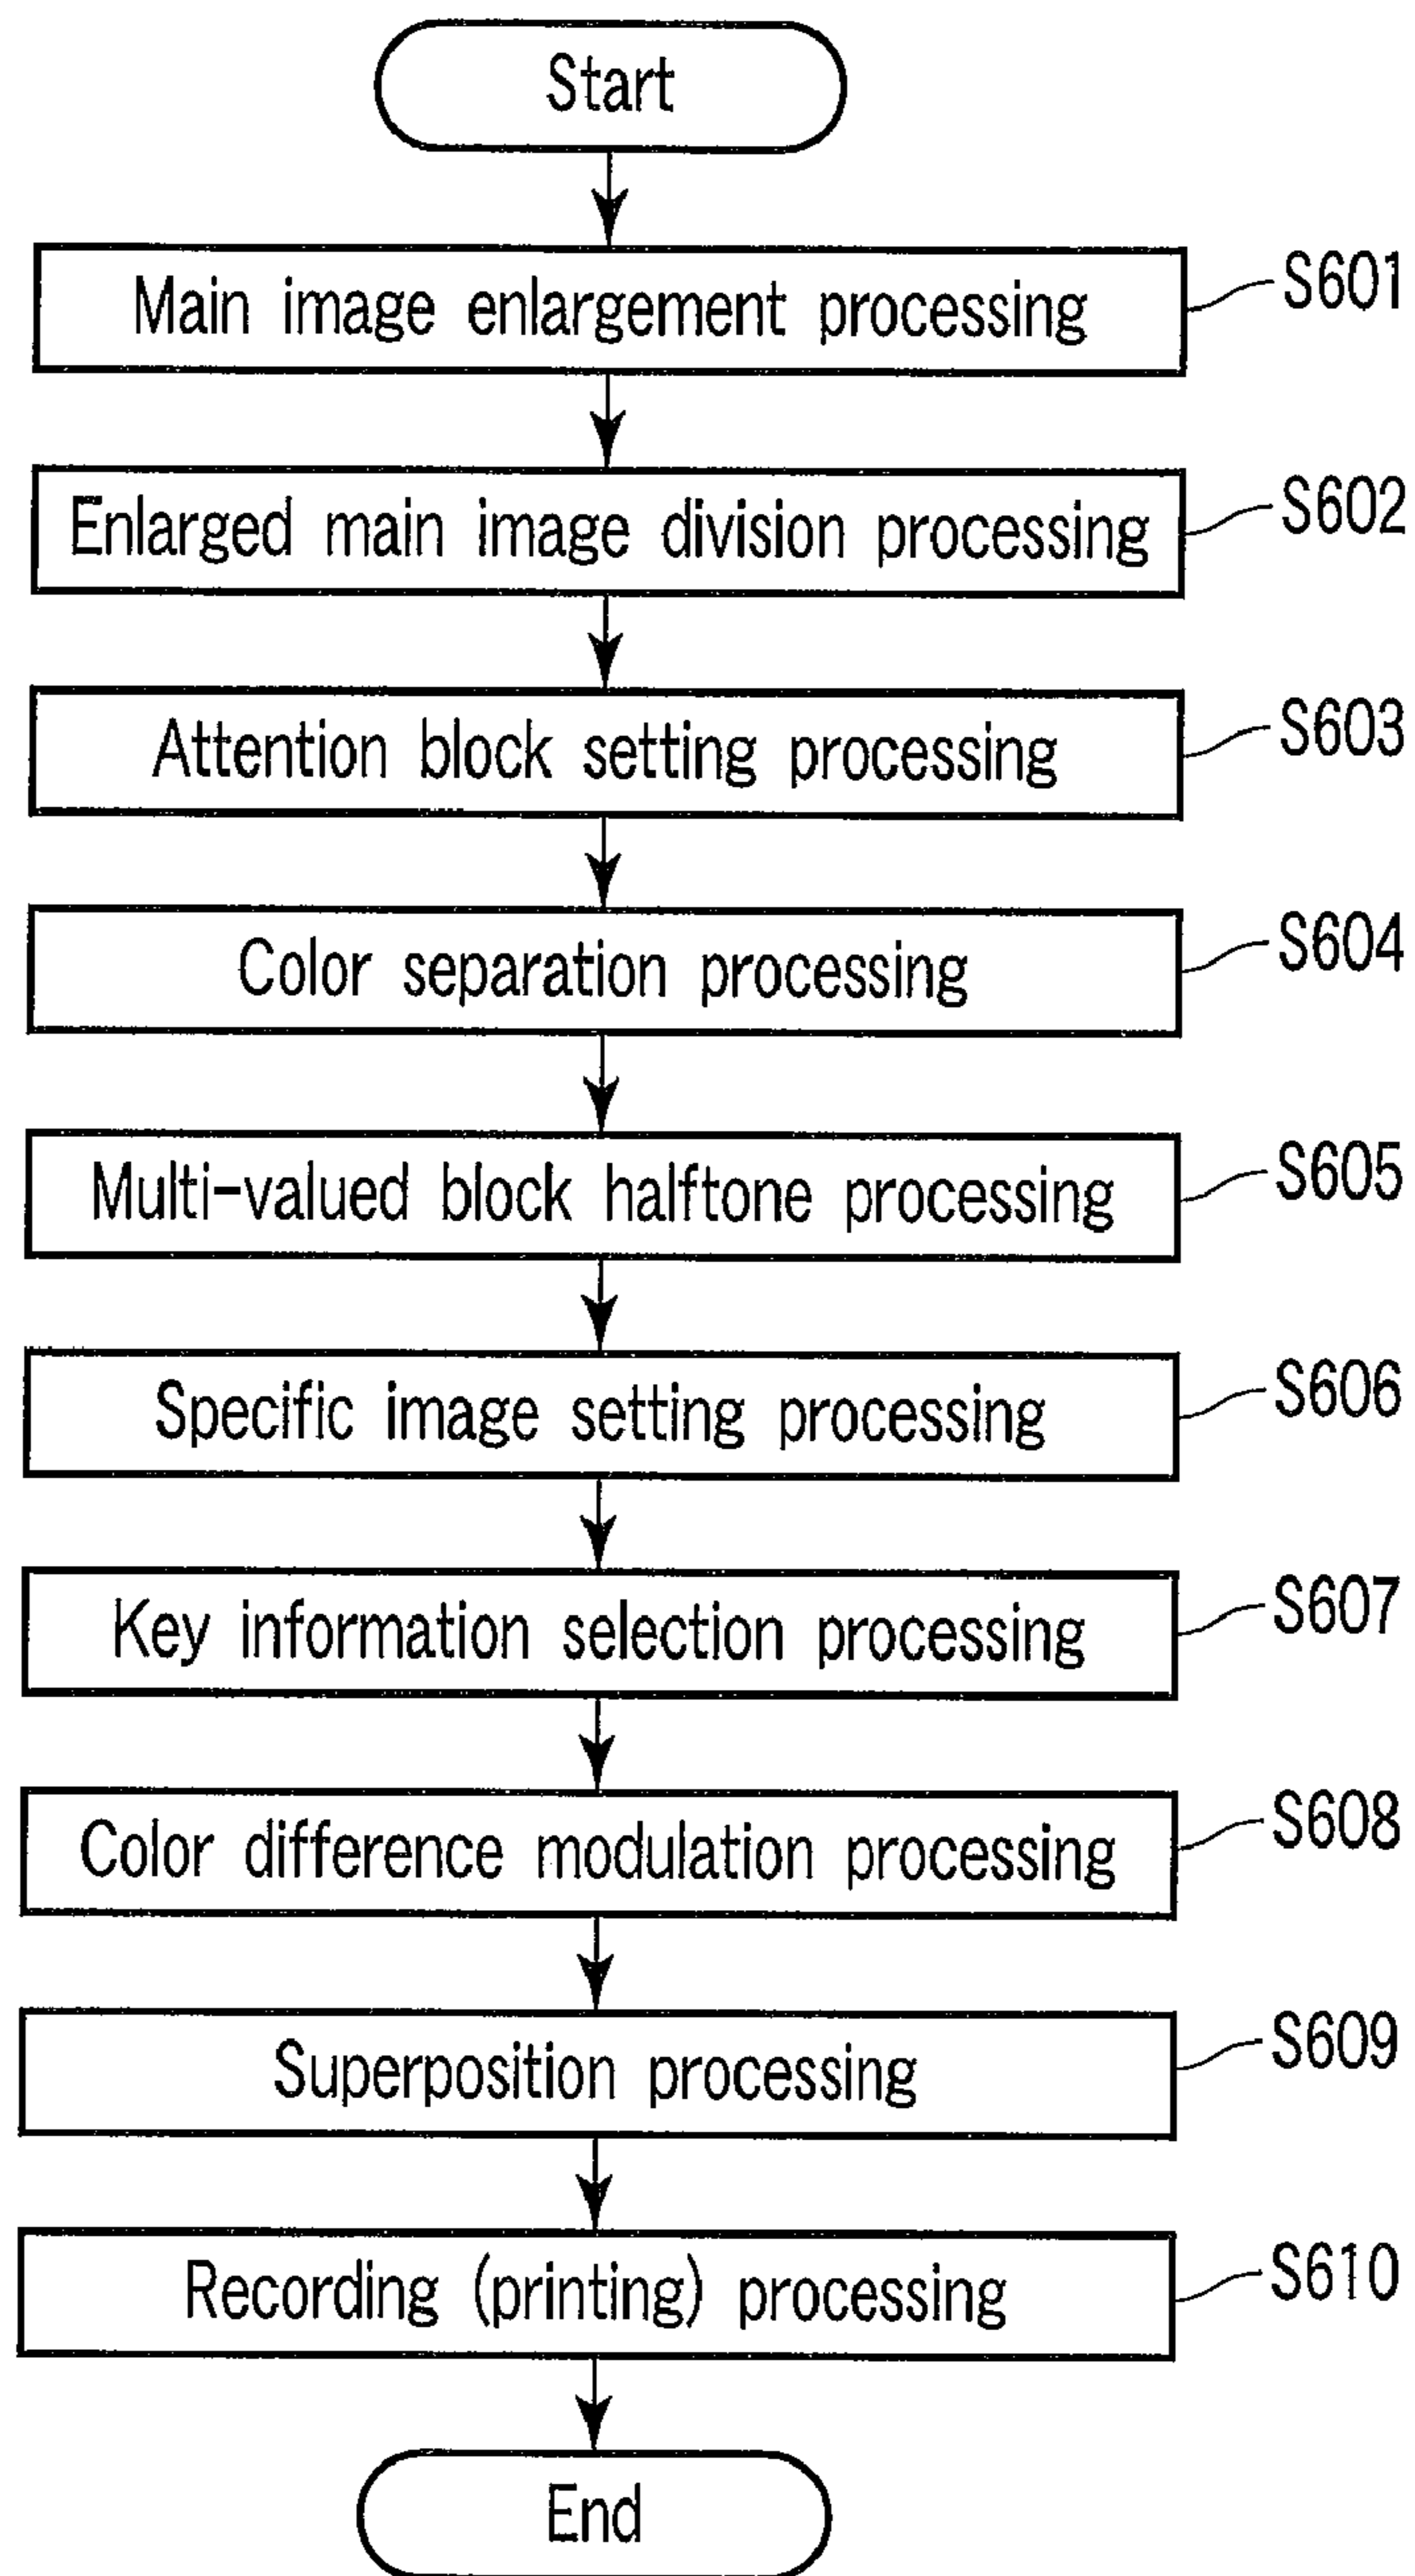 Start
Main image enlargement processing S601
Enlarged main image division processing S602
Attention block setting processing S603
Color separation processing S604
Multi-valued block halftone processing S605
Specific image setting processing S606
Key information selection processing S607
Color difference modulation processing S608
Superposition processing S609
Recording (printing) processing S610
End